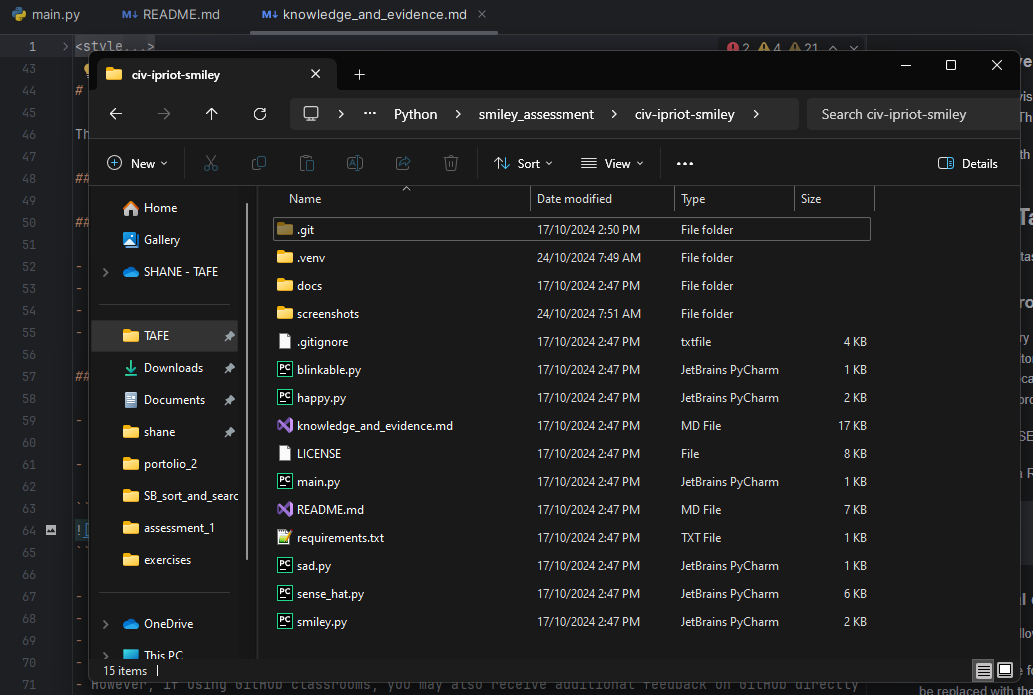 main.py README.md knowledge_and_evidence.md
1 <style...> 2 4 21
civ-ipriot-smiley
43
44 #
45
46 Th
47
48 ##
49
50 ##
51
52 -
53 -
54 -
55 -
56
57 ##
58
59 -
60
61 -
62
63
64 ![
65
66
67 -
68 -
69 -
70 -
71 - However, if using GitHub classrooms, you may also receive additional feedback on GitHub directly
Python smiley_assessment civ-ipriot-smiley Search civ-ipriot-smiley
New Sort View Details
Home
Gallery
SHANE - TAFE
TAFE
Downloads
Documents
shane
portolio_2
SB_sort_and_searc
assessment_1
exercises
OneDrive
This PC
Name Date modified Type Size
.git 17/10/2024 2:50 PM File folder
.venv 24/10/2024 7:49 AM File folder
docs 17/10/2024 2:47 PM File folder
screenshots 24/10/2024 7:51 AM File folder
.gitignore 17/10/2024 2:47 PM txtfile 4 KB
blinkable.py 17/10/2024 2:47 PM JetBrains PyCharm 1 KB
happy.py 17/10/2024 2:47 PM JetBrains PyCharm 2 KB
knowledge_and_evidence.md 17/10/2024 2:47 PM MD File 17 KB
LICENSE 17/10/2024 2:47 PM File 8 KB
main.py 17/10/2024 2:47 PM JetBrains PyCharm 1 KB
README.md 17/10/2024 2:47 PM MD File 7 KB
requirements.txt 17/10/2024 2:47 PM TXT File 1 KB
sad.py 17/10/2024 2:47 PM JetBrains PyCharm 1 KB
sense_hat.py 17/10/2024 2:47 PM JetBrains PyCharm 6 KB
smiley.py 17/10/2024 2:47 PM JetBrains PyCharm 2 KB
15 items
be replaced with th